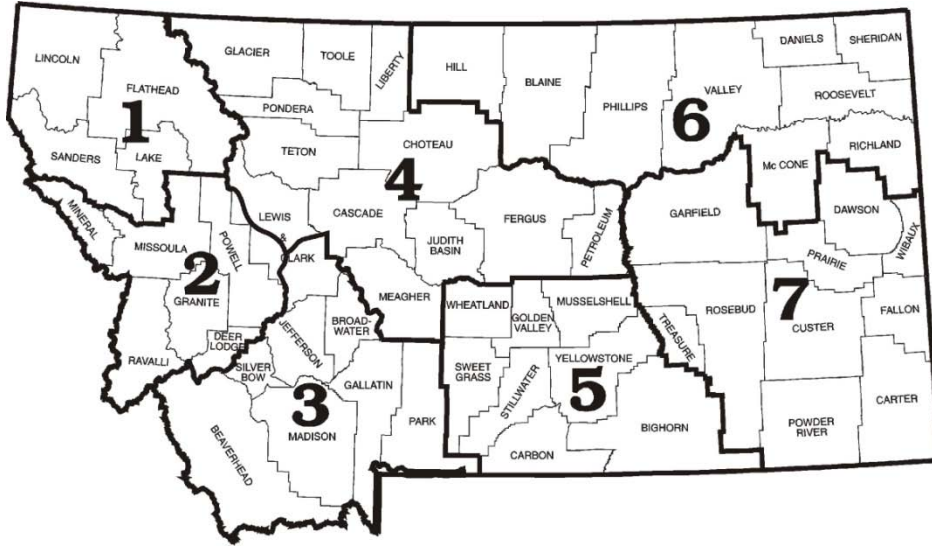 LINCOLN
FLATHEAD
1
SANDERS
LAKE
GLACIER
TOOLE
LIBERTY
PONDERA
TETON
CHOTEAU
4
LEWIS
&
CLARK
CASCADE
JUDITH
BASIN
FERGUS
PETROLEUM
MEAGHER
HILL
BLAINE
PHILLIPS
VALLEY
6
DANIELS
SHERIDAN
ROOSEVELT
Mc CONE
RICHLAND
MINERAL
MISSOULA
POWELL
2
GRANITE
DEER
LODGE
RAVALLI
SILVER
BOW
JEFFERSON
BROAD-
WATER
GALLATIN
PARK
3
MADISON
BEAVERHEAD
WHEATLAND
GOLDEN
VALLEY
MUSSELSHELL
SWEET
GRASS
STILLWATER
YELLOWSTONE
5
BIGHORN
CARBON
GARFIELD
DAWSON
WIBAUX
PRAIRIE
7
TREASURE
ROSEBUD
CUSTER
FALLON
POWDER
RIVER
CARTER